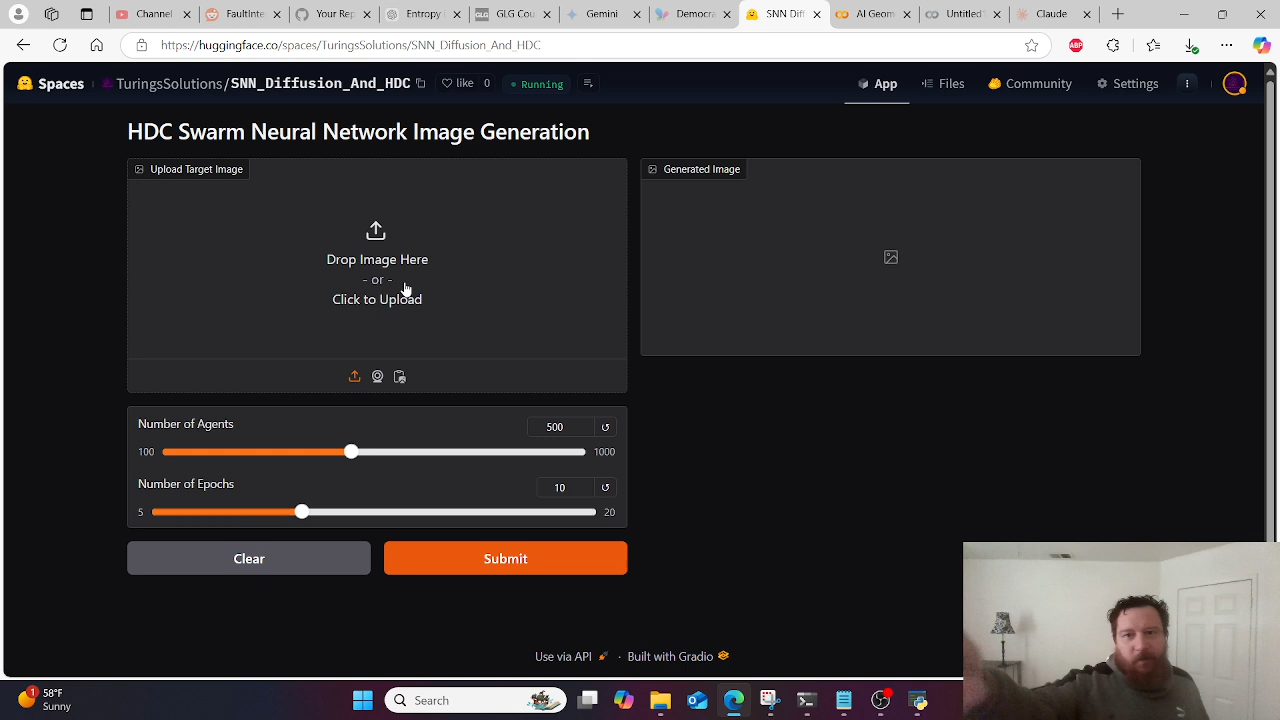 Channel
FaultInte
Your Rep
Entropy
GLG Cou
Gemini
Democra
SNN Diff
AI Geom
Untitled
Claude
https://huggingface.co/spaces/TuringsSolutions/SNN_Diffusion_And_HDC
ABP
Spaces
TuringsSolutions/SNN_Diffusion_And_HDC
like 0
Running
App
Files
Community
Settings
HDC Swarm Neural Network Image Generation
Upload Target Image
Generated Image
Drop Image Here
- or -
Click to Upload
Number of Agents
500
100
1000
Number of Epochs
10
5
20
Clear
Submit
Use via API
· Built with Gradio
1
58°F
Sunny
Search